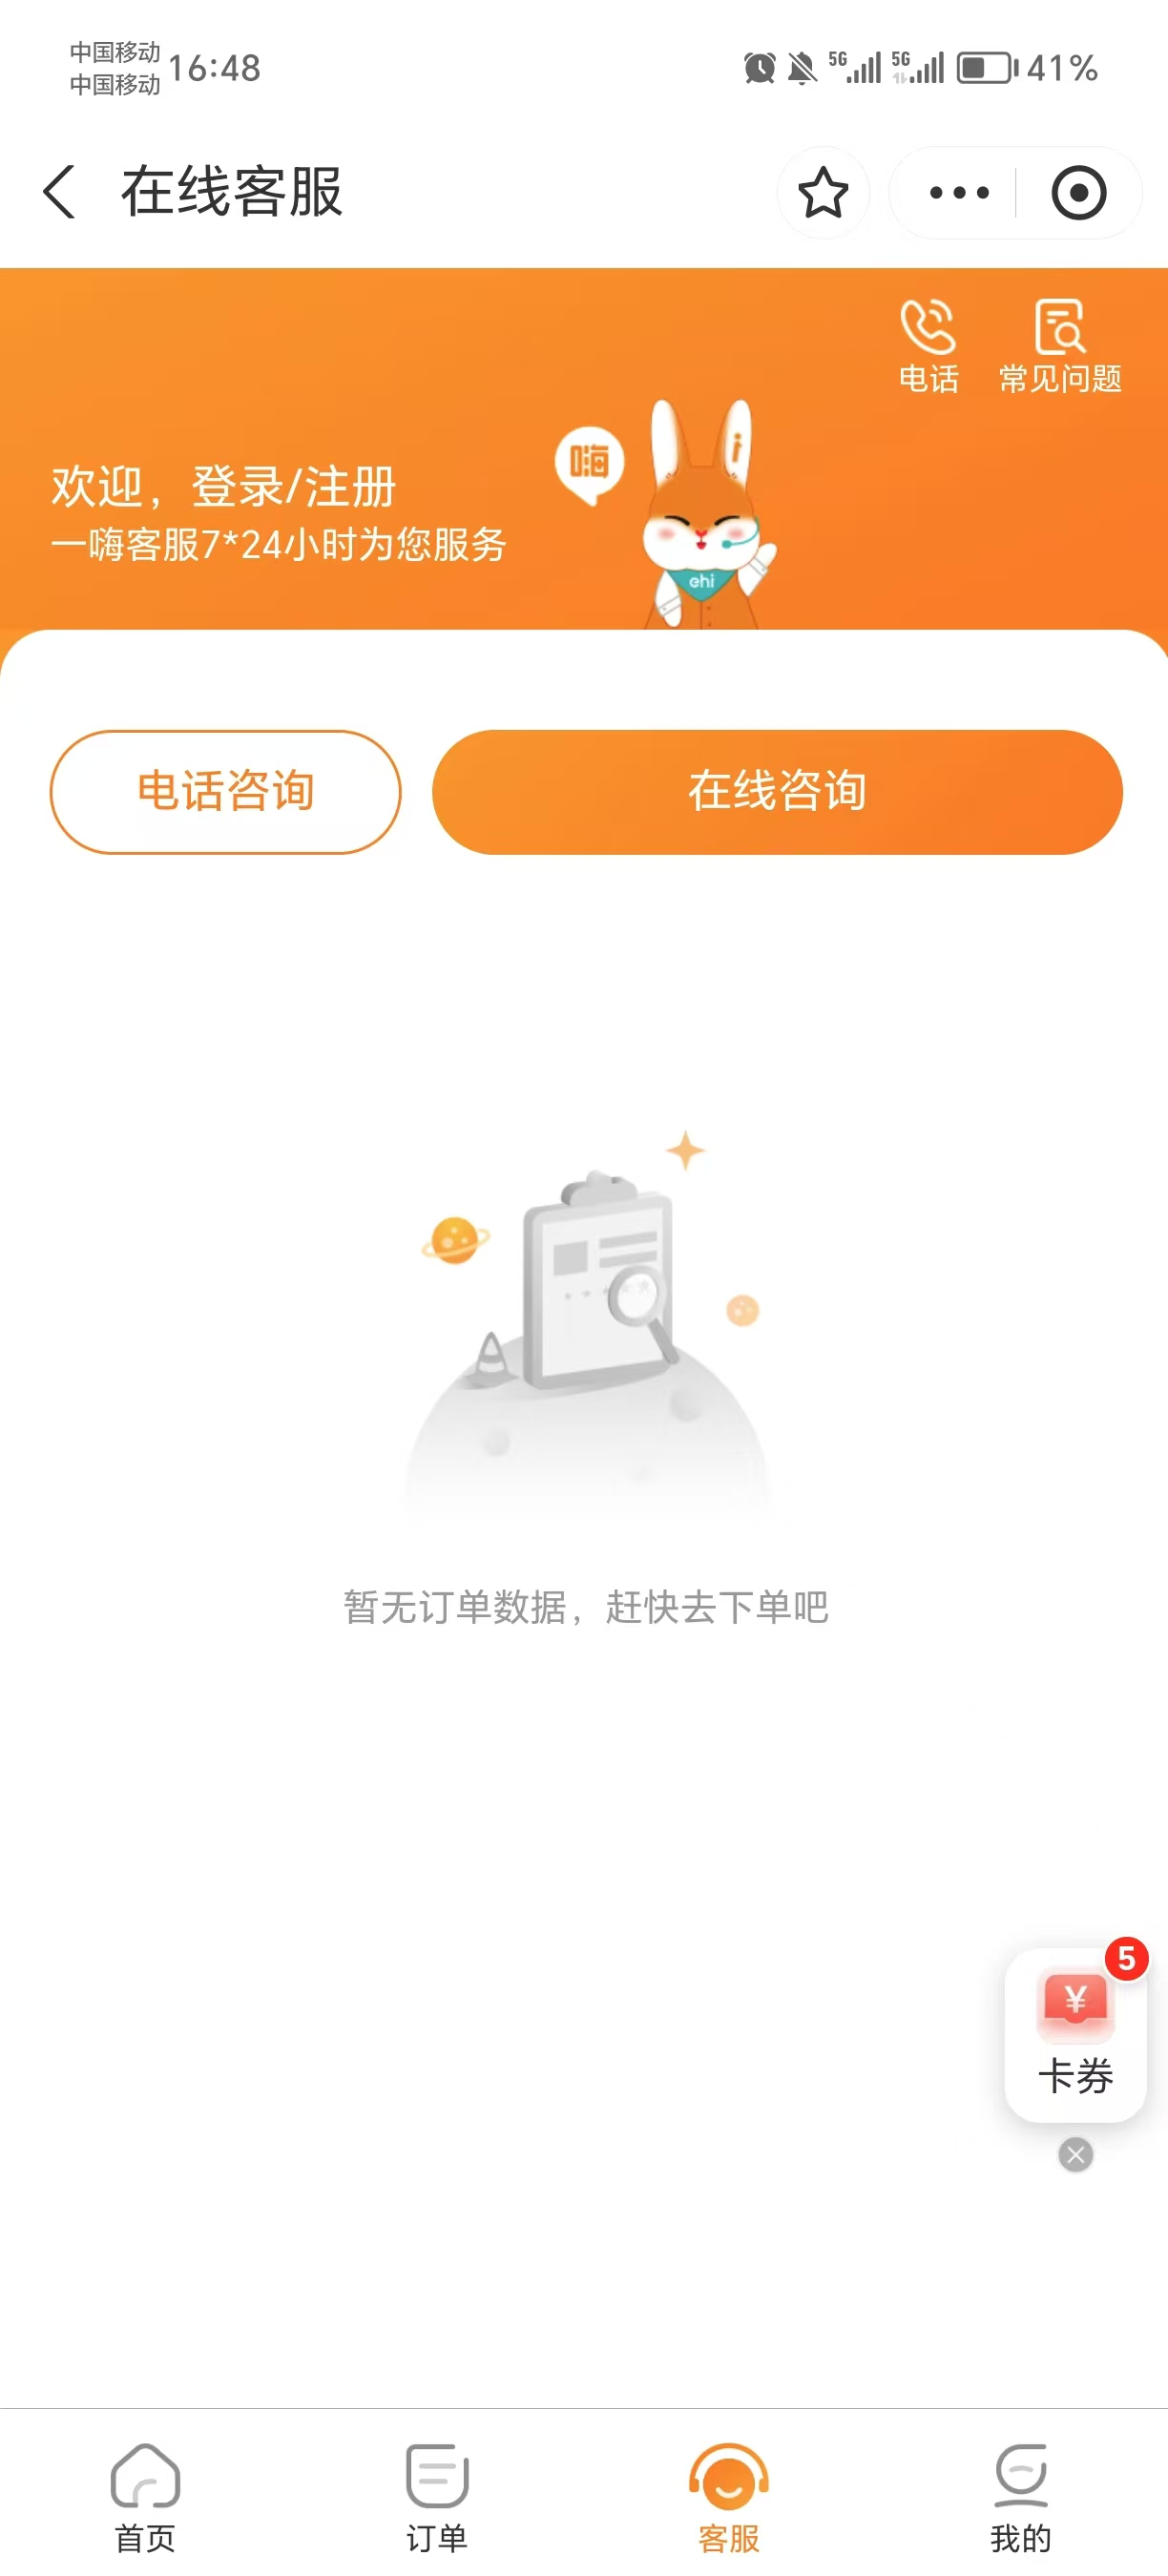 中国移动
中国移动
16:48
5G
5G
41%
在线客服
电话
常见问题
嗨
i
欢迎，登录/注册
一嗨客服7*24小时为您服务
ehi
电话咨询
在线咨询
暂无订单数据，赶快去下单吧
5
¥
卡券
首页
订单
客服
我的